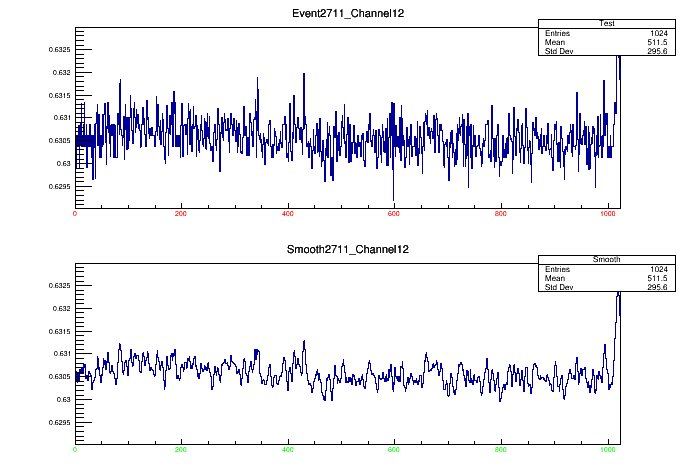 Event2711_Channel12
Test
Entries 1024
Mean 511.5
Std Dev 295.6
0.6325
0.632
0.6315
0.631
0.6305
0.63
0.6295
0 200 400 600 800 1000
Smooth2711_Channel12
Smooth
Entries 1024
Mean 511.5
Std Dev 295.6
0.6325
0.632
0.6315
0.631
0.6305
0.63
0.6295
0 200 400 600 800 1000